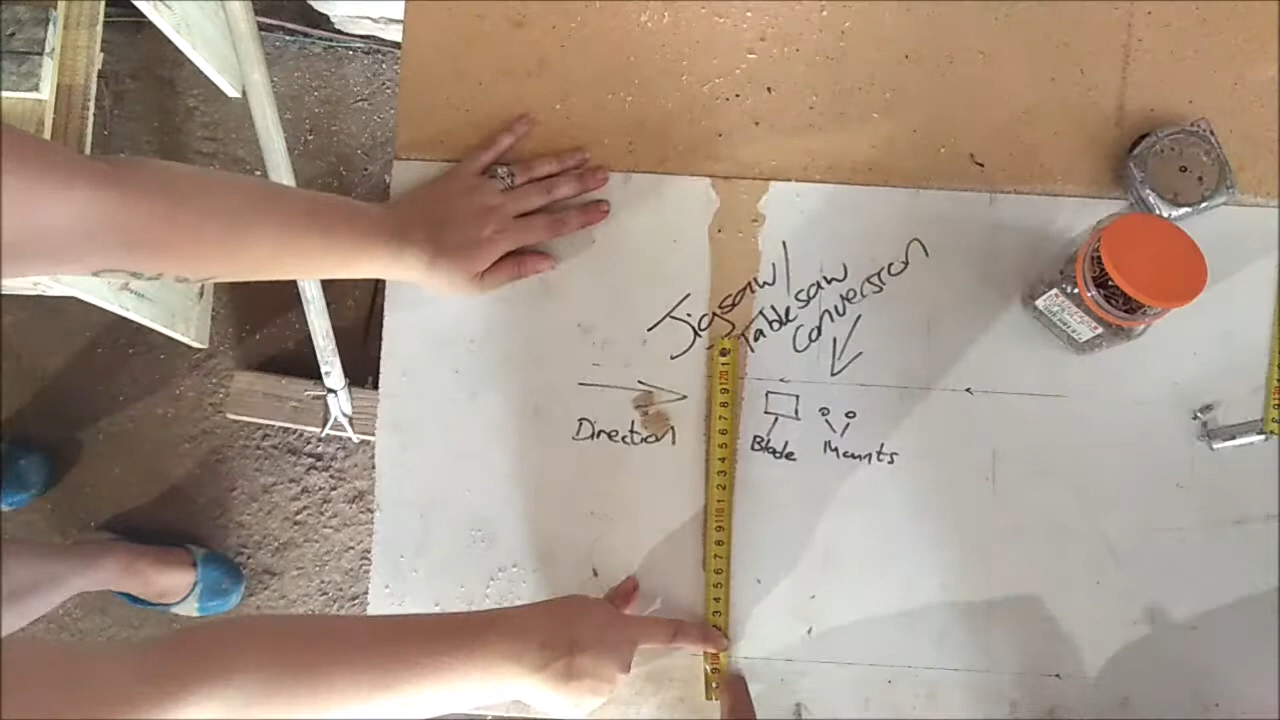 Jigsaw/
Tablesaw
Conversion
Direction
Blade
Mounts